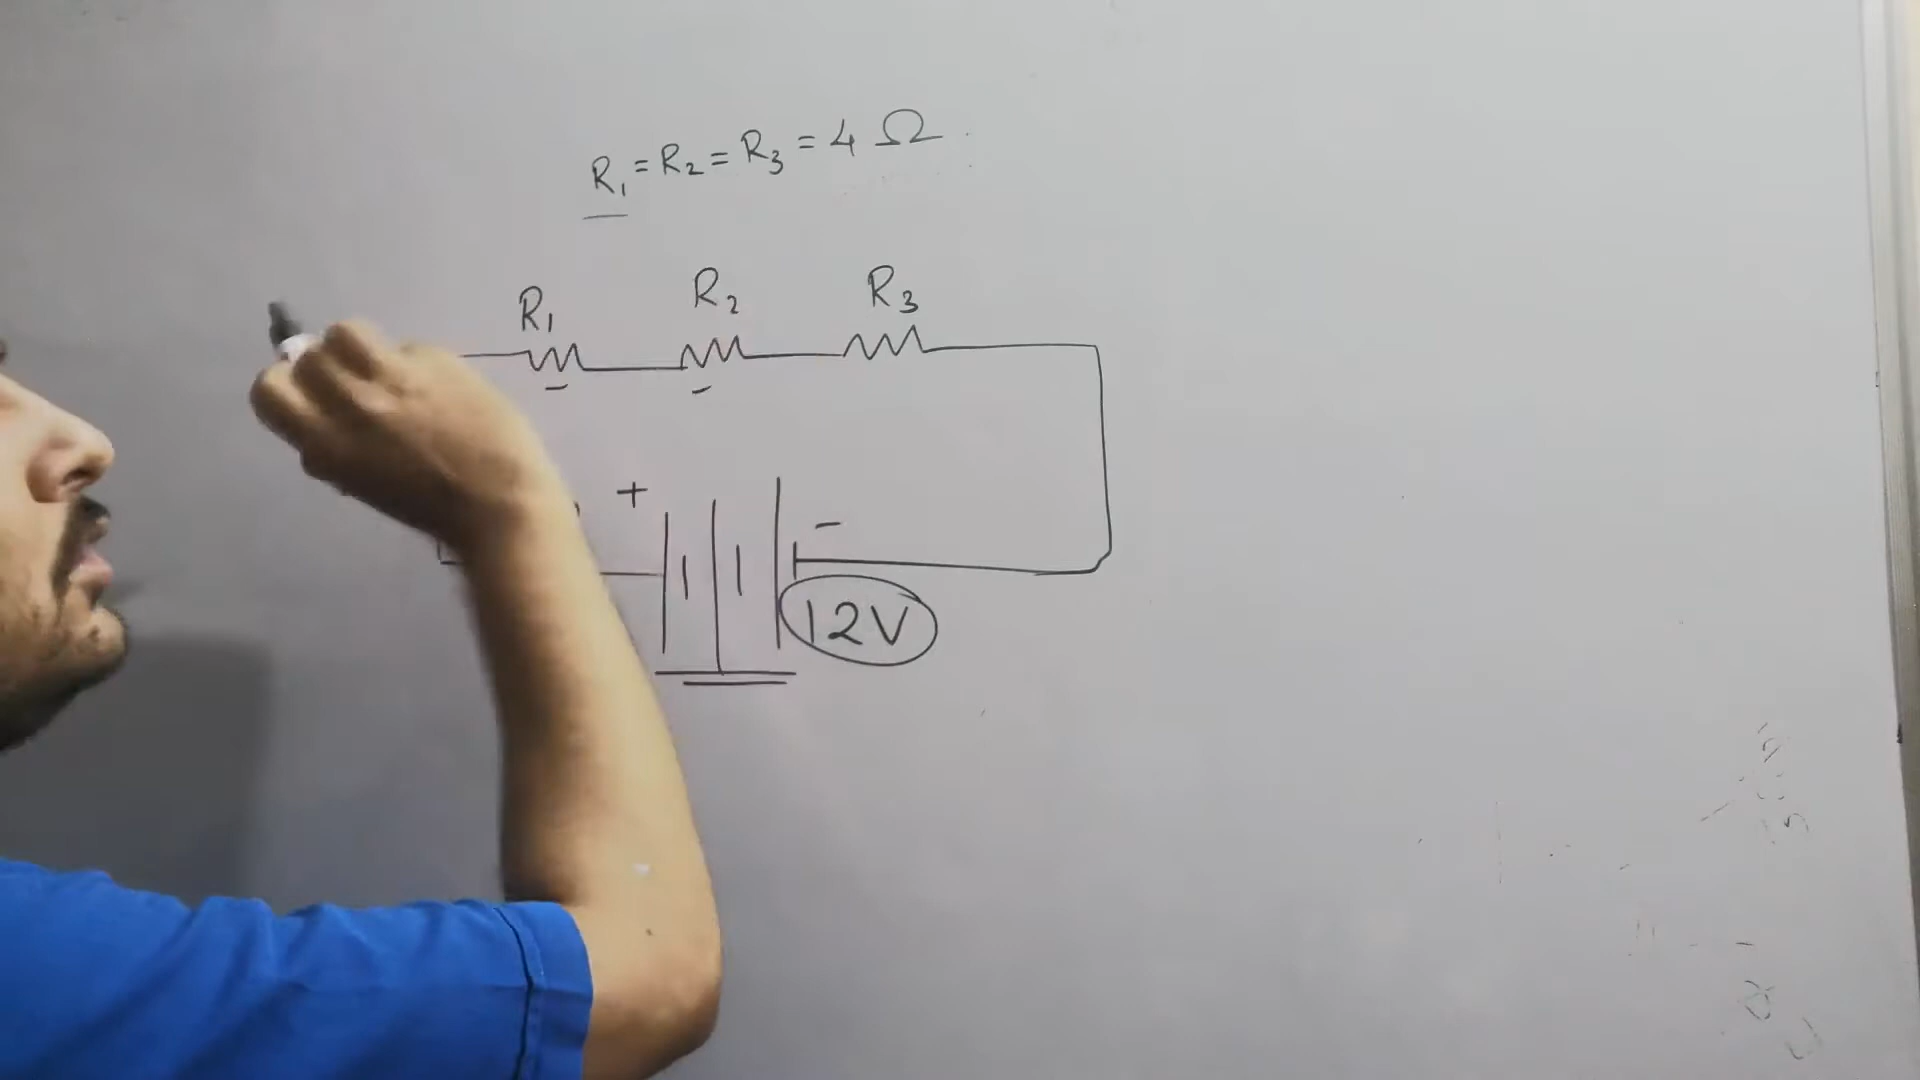 R₁ = R₂ = R₃ = 4 Ω
R₁ R₂ R₃
+ -
12V